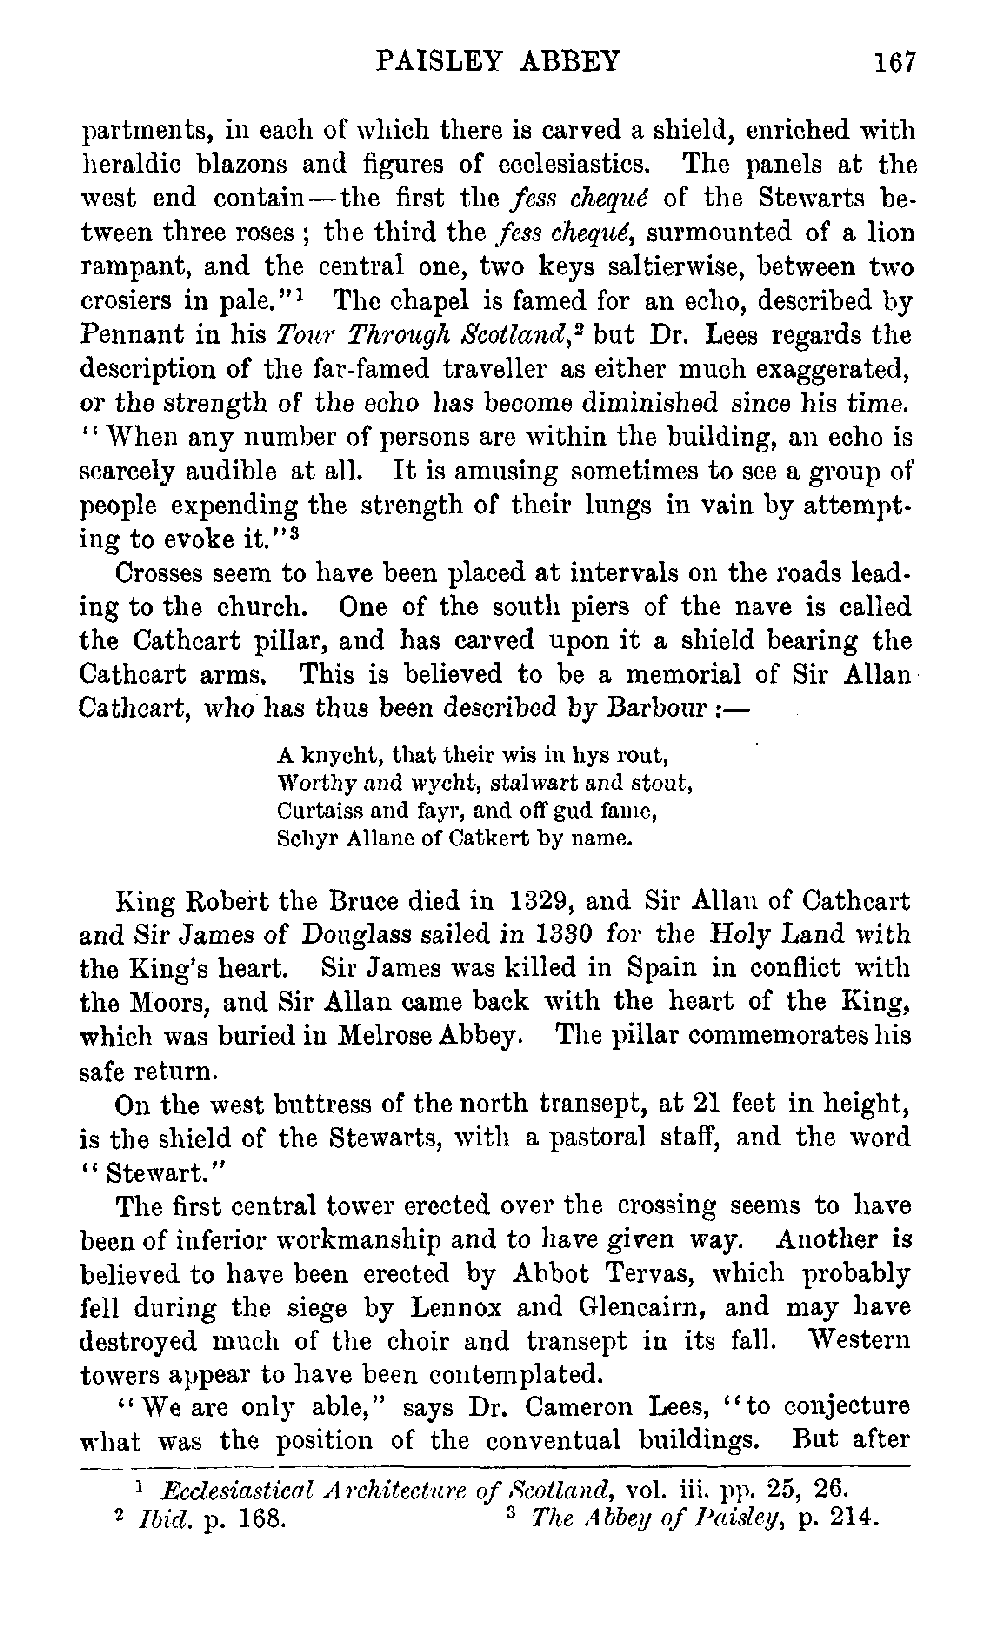 PAISLEY ABBEY 167
partments, in each of which there is carved a shield, enriched with
heraldic blazons and figures of ecclesiastics. The panels at the
west end contain—the first the fess chequé of the Stewarts be-
tween three roses; the third the fess chequé, surmounted of a lion
rampant, and the central one, two keys saltierwise, between two
crosiers in pale."1 The chapel is famed for an echo, described by
Pennant in his Tour Through Scotland,2 but Dr. Lees regards the
description of the far-famed traveller as either much exaggerated,
or the strength of the echo has become diminished since his time.
"When any number of persons are within the building, an echo is
scarcely audible at all. It is amusing sometimes to see a group of
people expending the strength of their lungs in vain by attempt-
ing to evoke it."3
Crosses seem to have been placed at intervals on the roads lead-
ing to the church. One of the south piers of the nave is called
the Cathcart pillar, and has carved upon it a shield bearing the
Cathcart arms. This is believed to be a memorial of Sir Allan
Cathcart, who has thus been described by Barbour:—
A knycht, that their wis in hys rout,
Worthy and wycht, stalwart and stout,
Curtaiss and fayr, and off gud fame,
Schyr Allane of Catkert by name.
King Robert the Bruce died in 1329, and Sir Allan of Cathcart
and Sir James of Douglass sailed in 1330 for the Holy Land with
the King's heart. Sir James was killed in Spain in conflict with
the Moors, and Sir Allan came back with the heart of the King,
which was buried in Melrose Abbey. The pillar commemorates his
safe return.
On the west buttress of the north transept, at 21 feet in height,
is the shield of the Stewarts, with a pastoral staff, and the word
"Stewart."
The first central tower erected over the crossing seems to have
been of inferior workmanship and to have given way. Another is
believed to have been erected by Abbot Tervas, which probably
fell during the siege by Lennox and Glencairn, and may have
destroyed much of the choir and transept in its fall. Western
towers appear to have been contemplated.
"We are only able," says Dr. Cameron Lees, "to conjecture
what was the position of the conventual buildings. But after
1 Ecclesiastical Architecture of Scotland, vol. iii. pp. 25, 26.
2 Ibid. p. 168. 3 The Abbey of Paisley, p. 214.